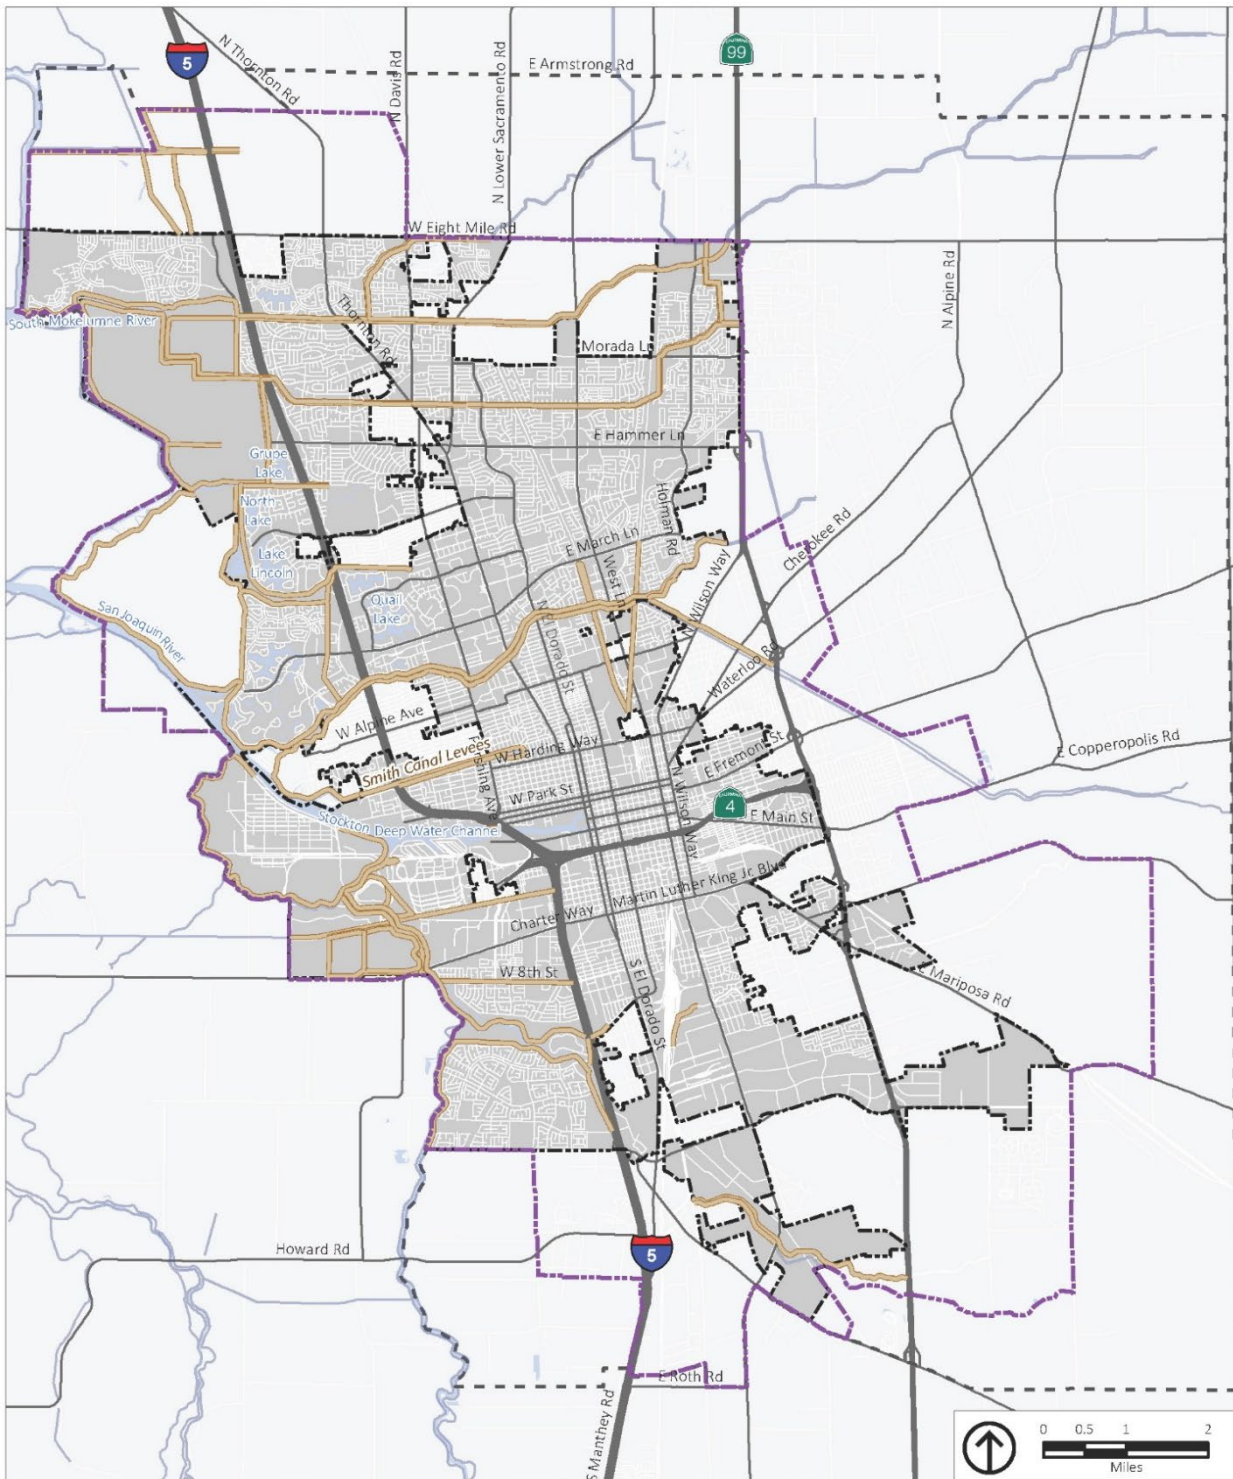 N Thornton Rd
5
N Davis Rd
N Lower Sacramento Rd
E Armstrong Rd
99
W Eight Mile Rd
N Alpine Rd
South Mokelumne River
Thornton Rd
Morada Ln
E Hammer Ln
Grupe
Lake
North
Lake
Holman Rd
Cherokee Rd
E March Ln
West Ln
Lake
Lincoln
Quail
Lake
N Wilson Way
San Joaquin River
N El Dorado St
Waterloo Rd
W Alpine Ave
Smith Canal Levees
W Harding Way
Pershing Ave
E Fremont St
E Copperopolis Rd
W Park St
N Wilson Way
4
Stockton Deep Water Channel
E Main St
Martin Luther King Jr. Blvd
Charter Way
W 8th St
S El Dorado St
E Mariposa Rd
Howard Rd
5
E Roth Rd
S Manthey Rd
0 0.5 1 2
Miles